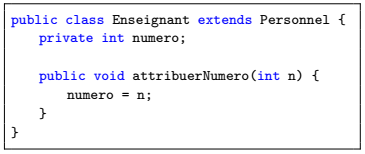 public class Enseignant extends Personnel {
    private int numero;

    public void attribuerNumero(int n) {
        numero = n;
    }
}